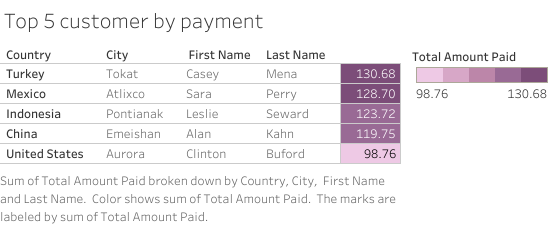 Top 5 customer by payment
Country City First Name Last Name
Total Amount Paid
Turkey Tokat Casey Mena 130.68
Mexico Atlixco Sara Perry 128.70
98.76 130.68
Indonesia Pontianak Leslie Seward 123.72
China Emeishan Alan Kahn 119.75
United States Aurora Clinton Buford 98.76
Sum of Total Amount Paid broken down by Country, City, First Name
and Last Name. Color shows sum of Total Amount Paid. The marks are
labeled by sum of Total Amount Paid.